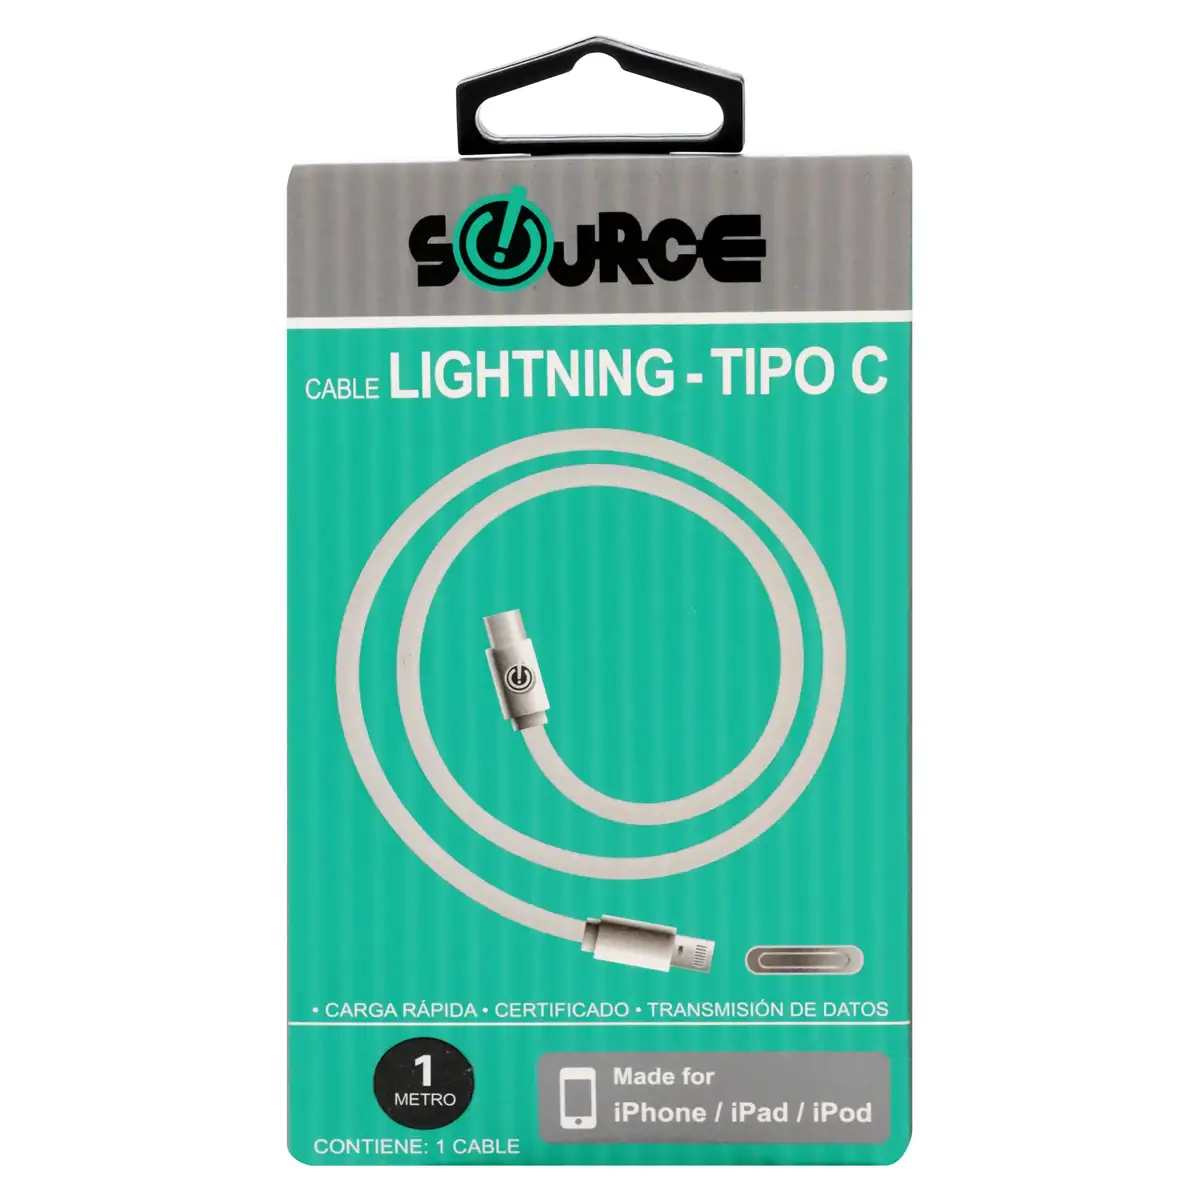 SOURCE
CABLE LIGHTNING - TIPO C
• CARGA RÁPIDA • CERTIFICADO • TRANSMISIÓN DE DATOS
1
METRO
CONTIENE: 1 CABLE
Made for
iPhone / iPad / iPod